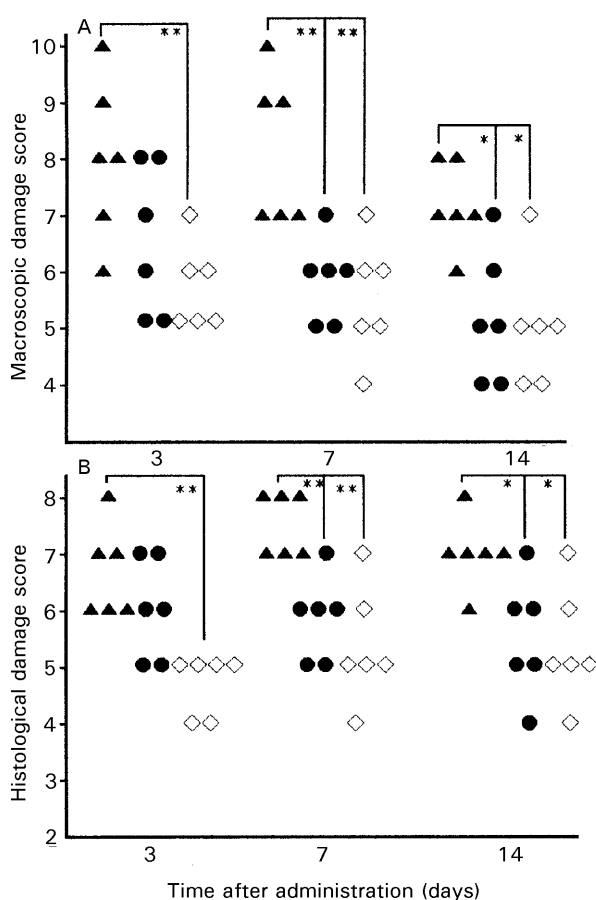 A
**
** **
* *
10
9
8
7
6
5
4
Macroscopic damage score
3 7 14
B
**
** **
* *
8
7
6
5
4
3
2
Histological damage score
3 7 14
Time after administration (days)